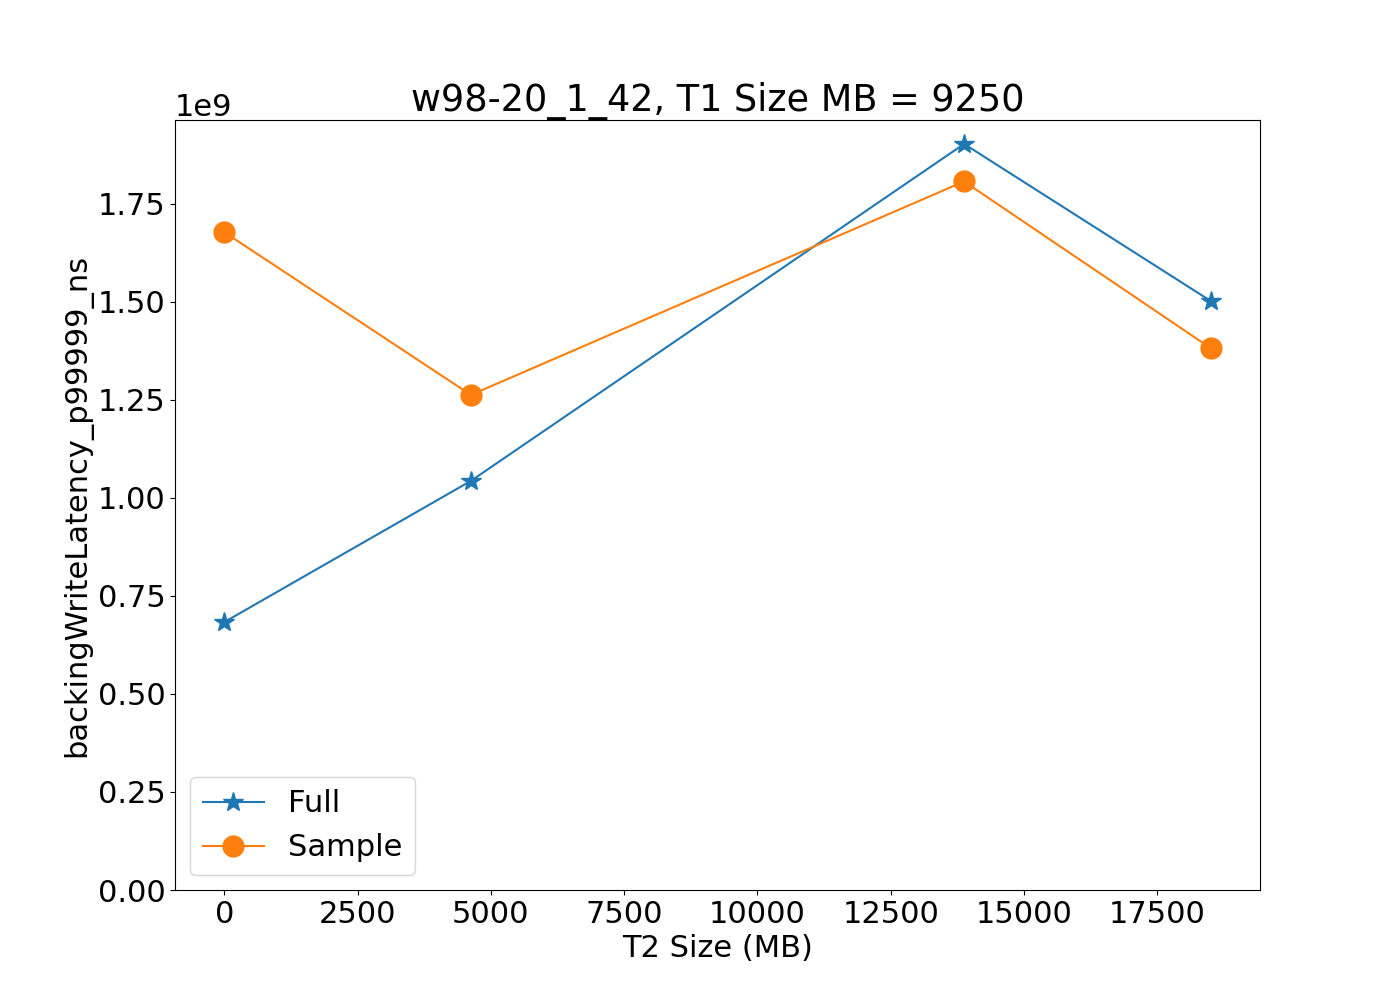 w98-20_1_42, T1 Size MB = 9250
1e9
backingWriteLatency_p99999_ns
1.75
1.50
1.25
1.00
0.75
0.50
0.25
0.00
Full
Sample
0 2500 5000 7500 10000 12500 15000 17500
T2 Size (MB)